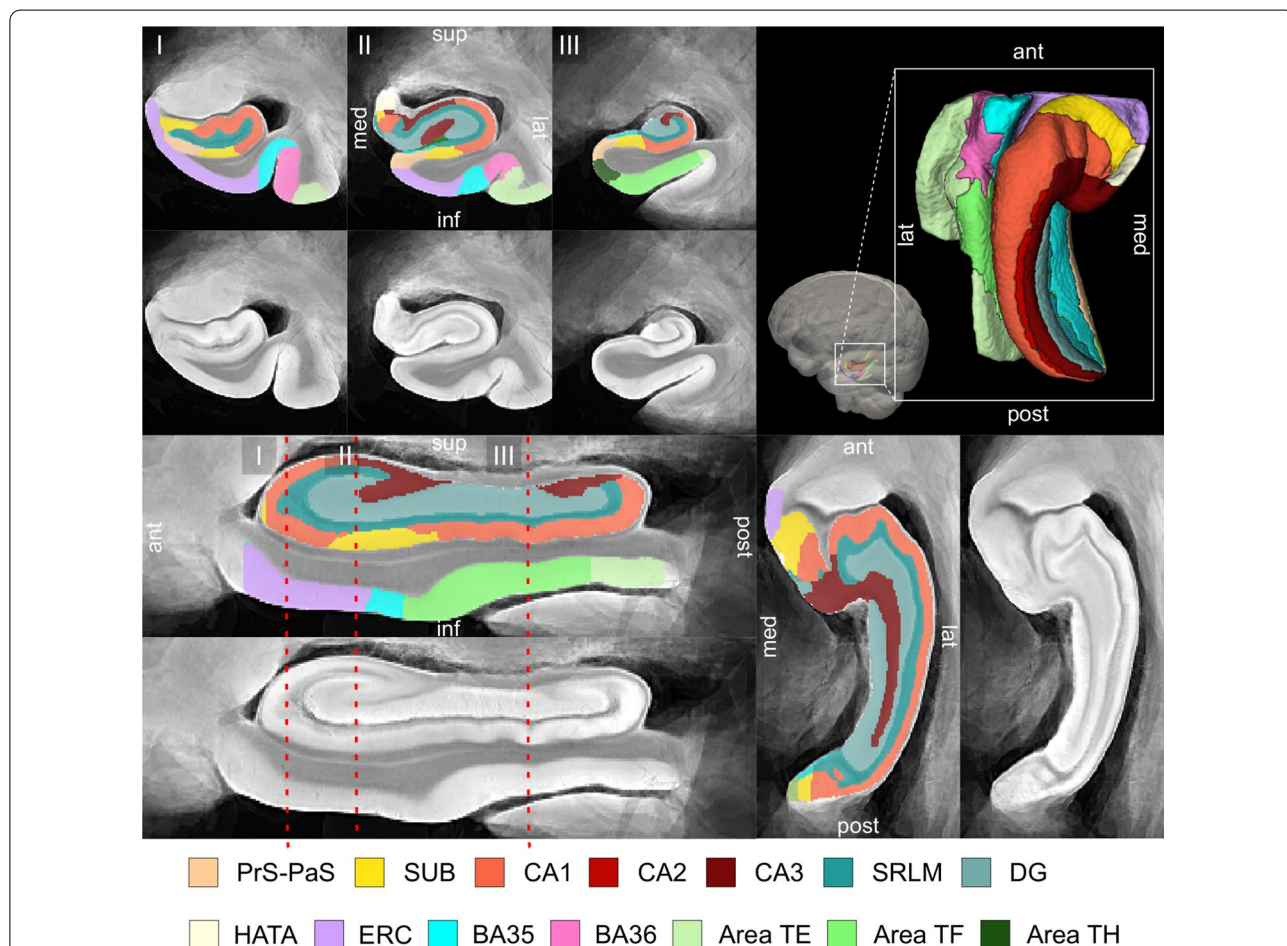 I II sup III
med lat
inf
ant
lat med
post
I II sup III
ant post
inf
ant
med lat
post
PrS-PaS SUB CA1 CA2 CA3 SRLM DG
HATA ERC BA35 BA36 Area TE Area TF Area TH